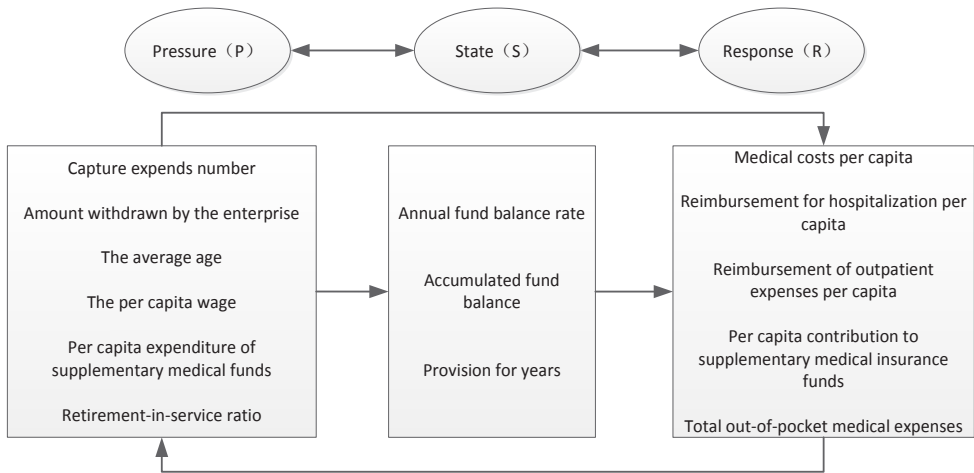 Pressure（P）
State（S）
Response（R）
Capture expends number
Amount withdrawn by the enterprise
The average age
The per capita wage
Per capita expenditure of
supplementary medical funds
Retirement-in-service ratio
Annual fund balance rate
Accumulated fund
balance
Provision for years
Medical costs per capita
Reimbursement for hospitalization per
capita
Reimbursement of outpatient
expenses per capita
Per capita contribution to
supplementary medical insurance
funds
Total out-of-pocket medical expenses